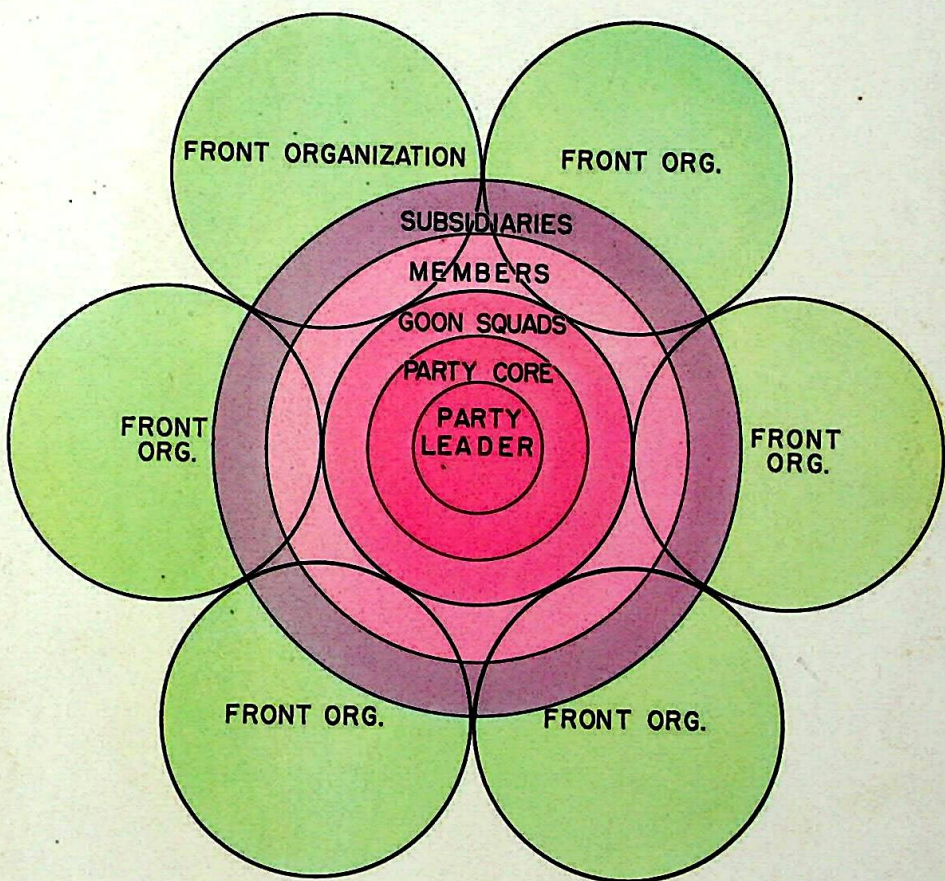 FRONT ORGANIZATION
FRONT ORG.
SUBSIDIARIES
MEMBERS
GOON SQUADS
PARTY CORE
PARTY
LEADER
FRONT
ORG.
FRONT
ORG.
FRONT ORG.
FRONT ORG.